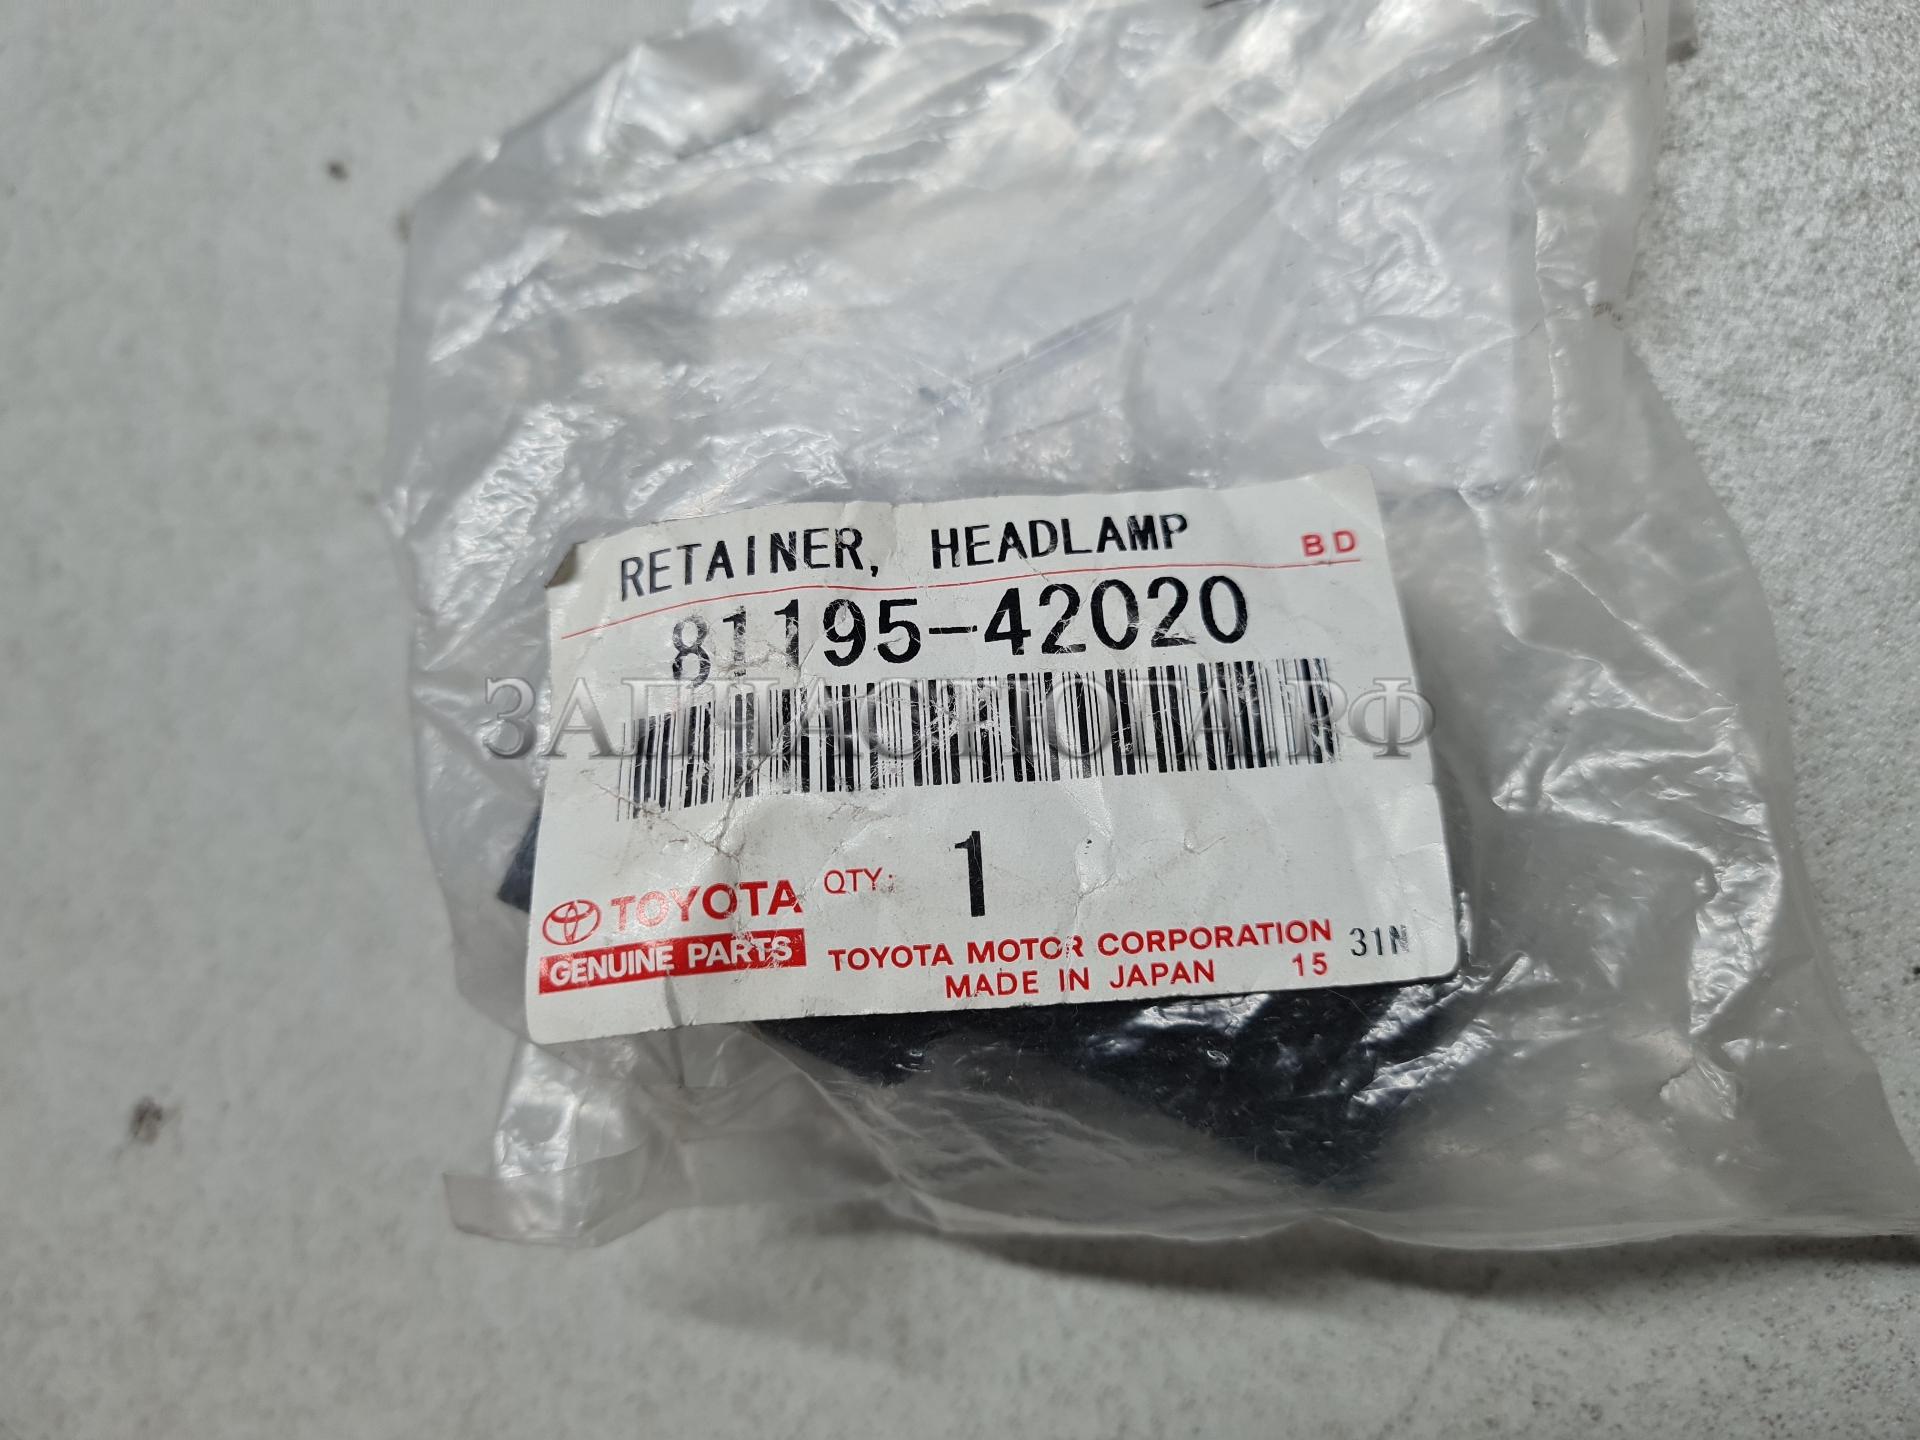 RETAINER, HEADLAMP
BD
81195-42020
ЗАПЧАСТЮГА.РФ
QTY: 1
TOYOTA
GENUINE PARTS
TOYOTA MOTOR CORPORATION
MADE IN JAPAN 15 31N